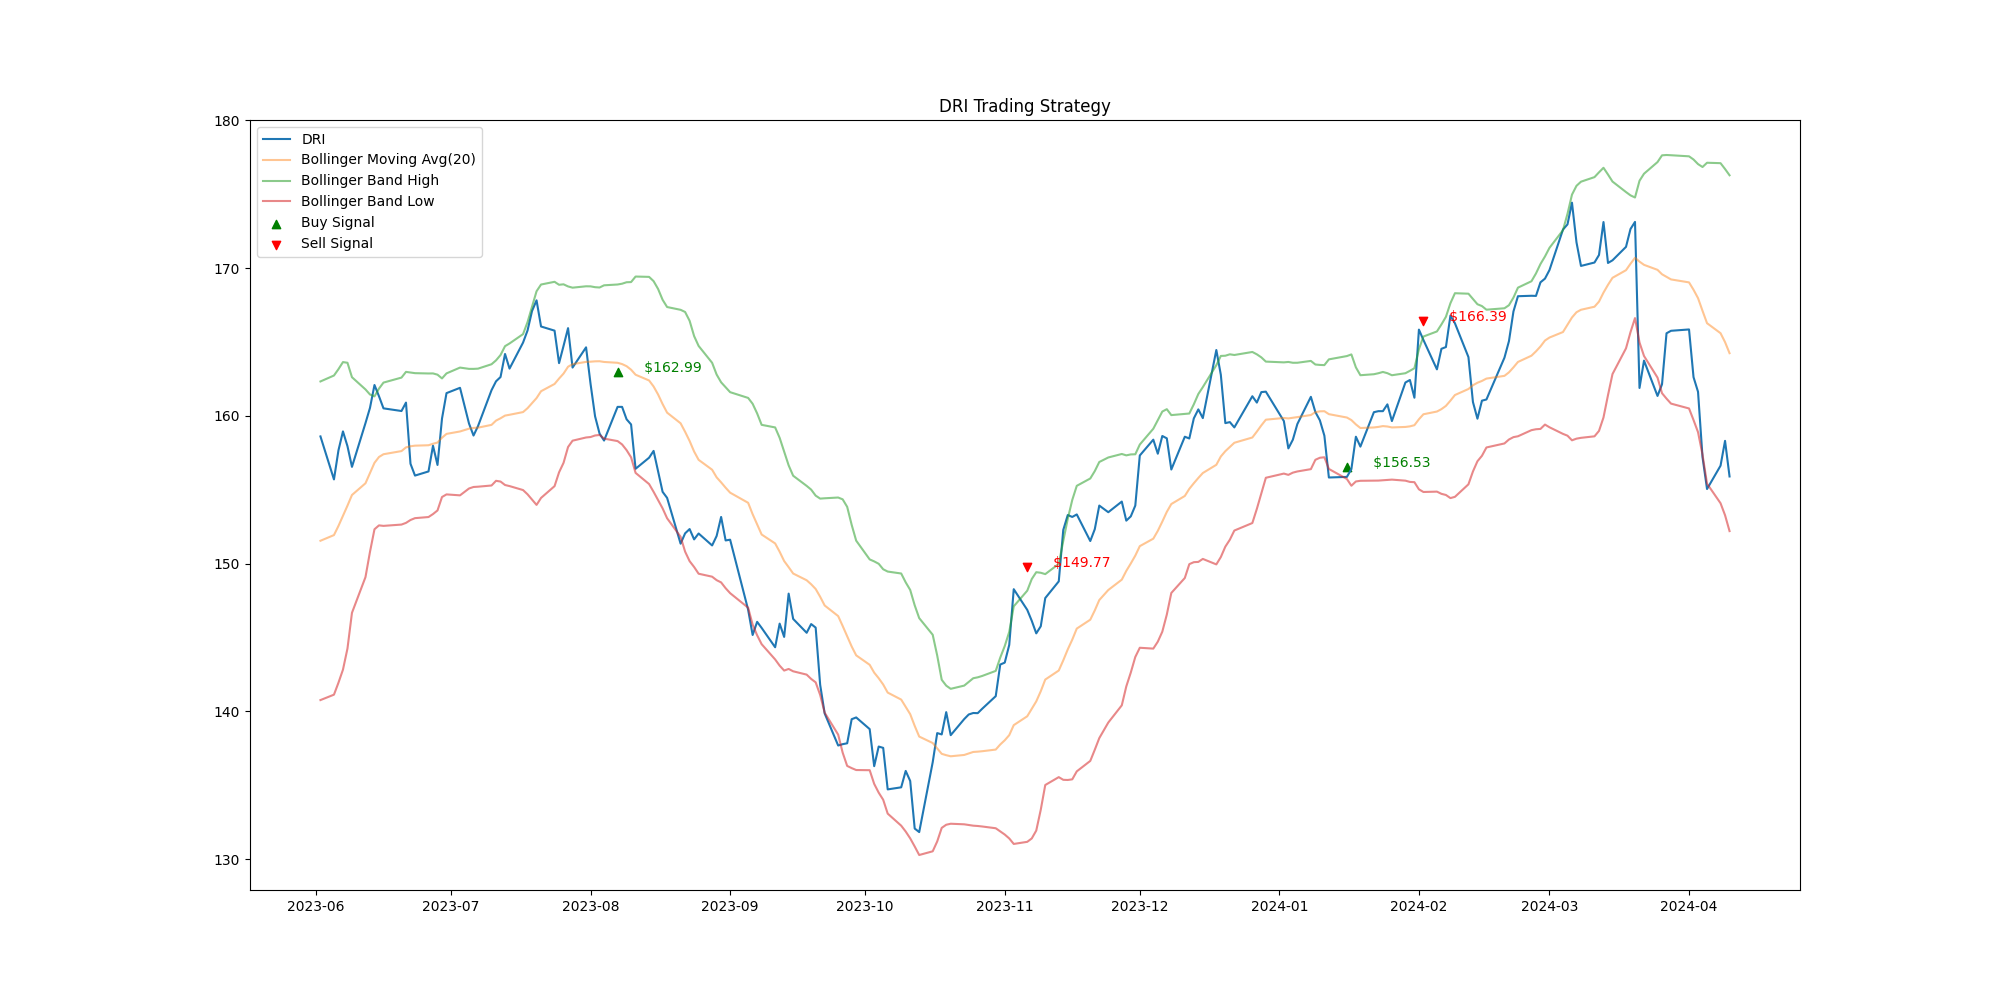 DRI Trading Strategy
180
170
160
150
140
130
DRI
Bollinger Moving Avg(20)
Bollinger Band High
Bollinger Band Low
Buy Signal
Sell Signal
$162.99
$149.77
$156.53
$166.39
2023-06 2023-07 2023-08 2023-09 2023-10 2023-11 2023-12 2024-01 2024-02 2024-03 2024-04